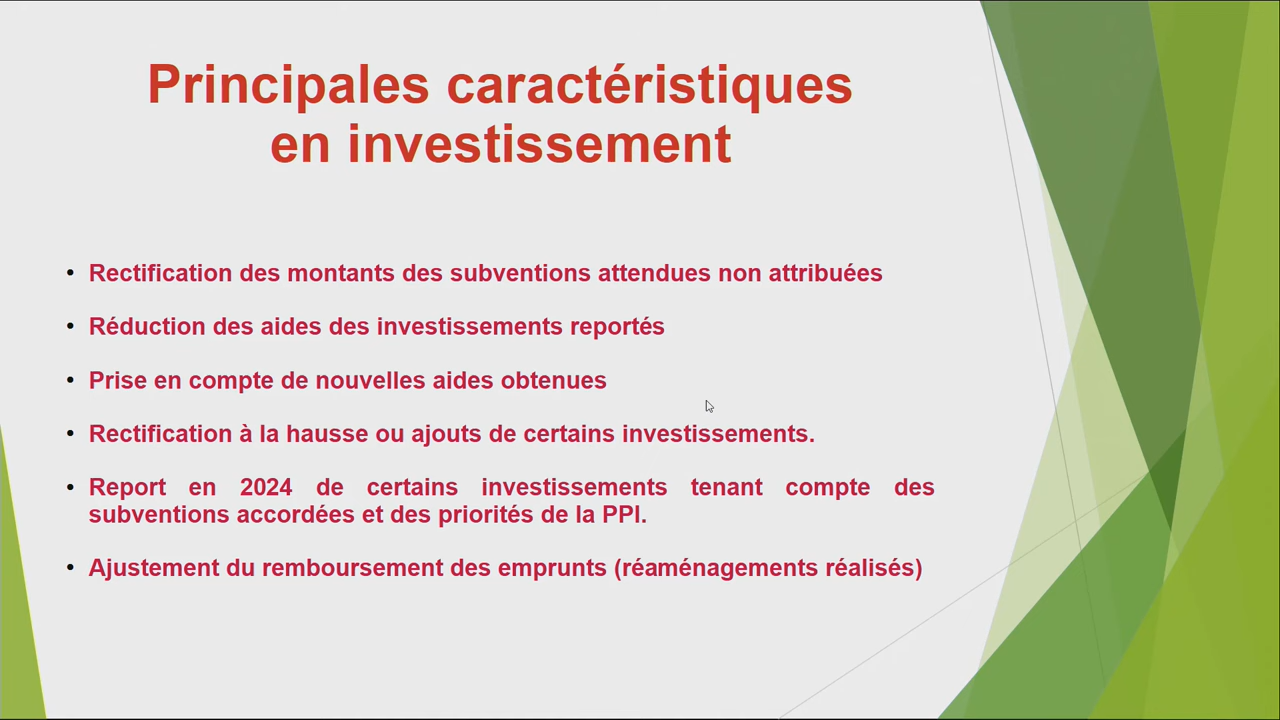 Principales caractéristiques
en investissement
• Rectification des montants des subventions attendues non attribuées
• Réduction des aides des investissements reportés
• Prise en compte de nouvelles aides obtenues
• Rectification à la hausse ou ajouts de certains investissements.
• Report en 2024 de certains investissements tenant compte des
subventions accordées et des priorités de la PPI.
• Ajustement du remboursement des emprunts (réaménagements réalisés)